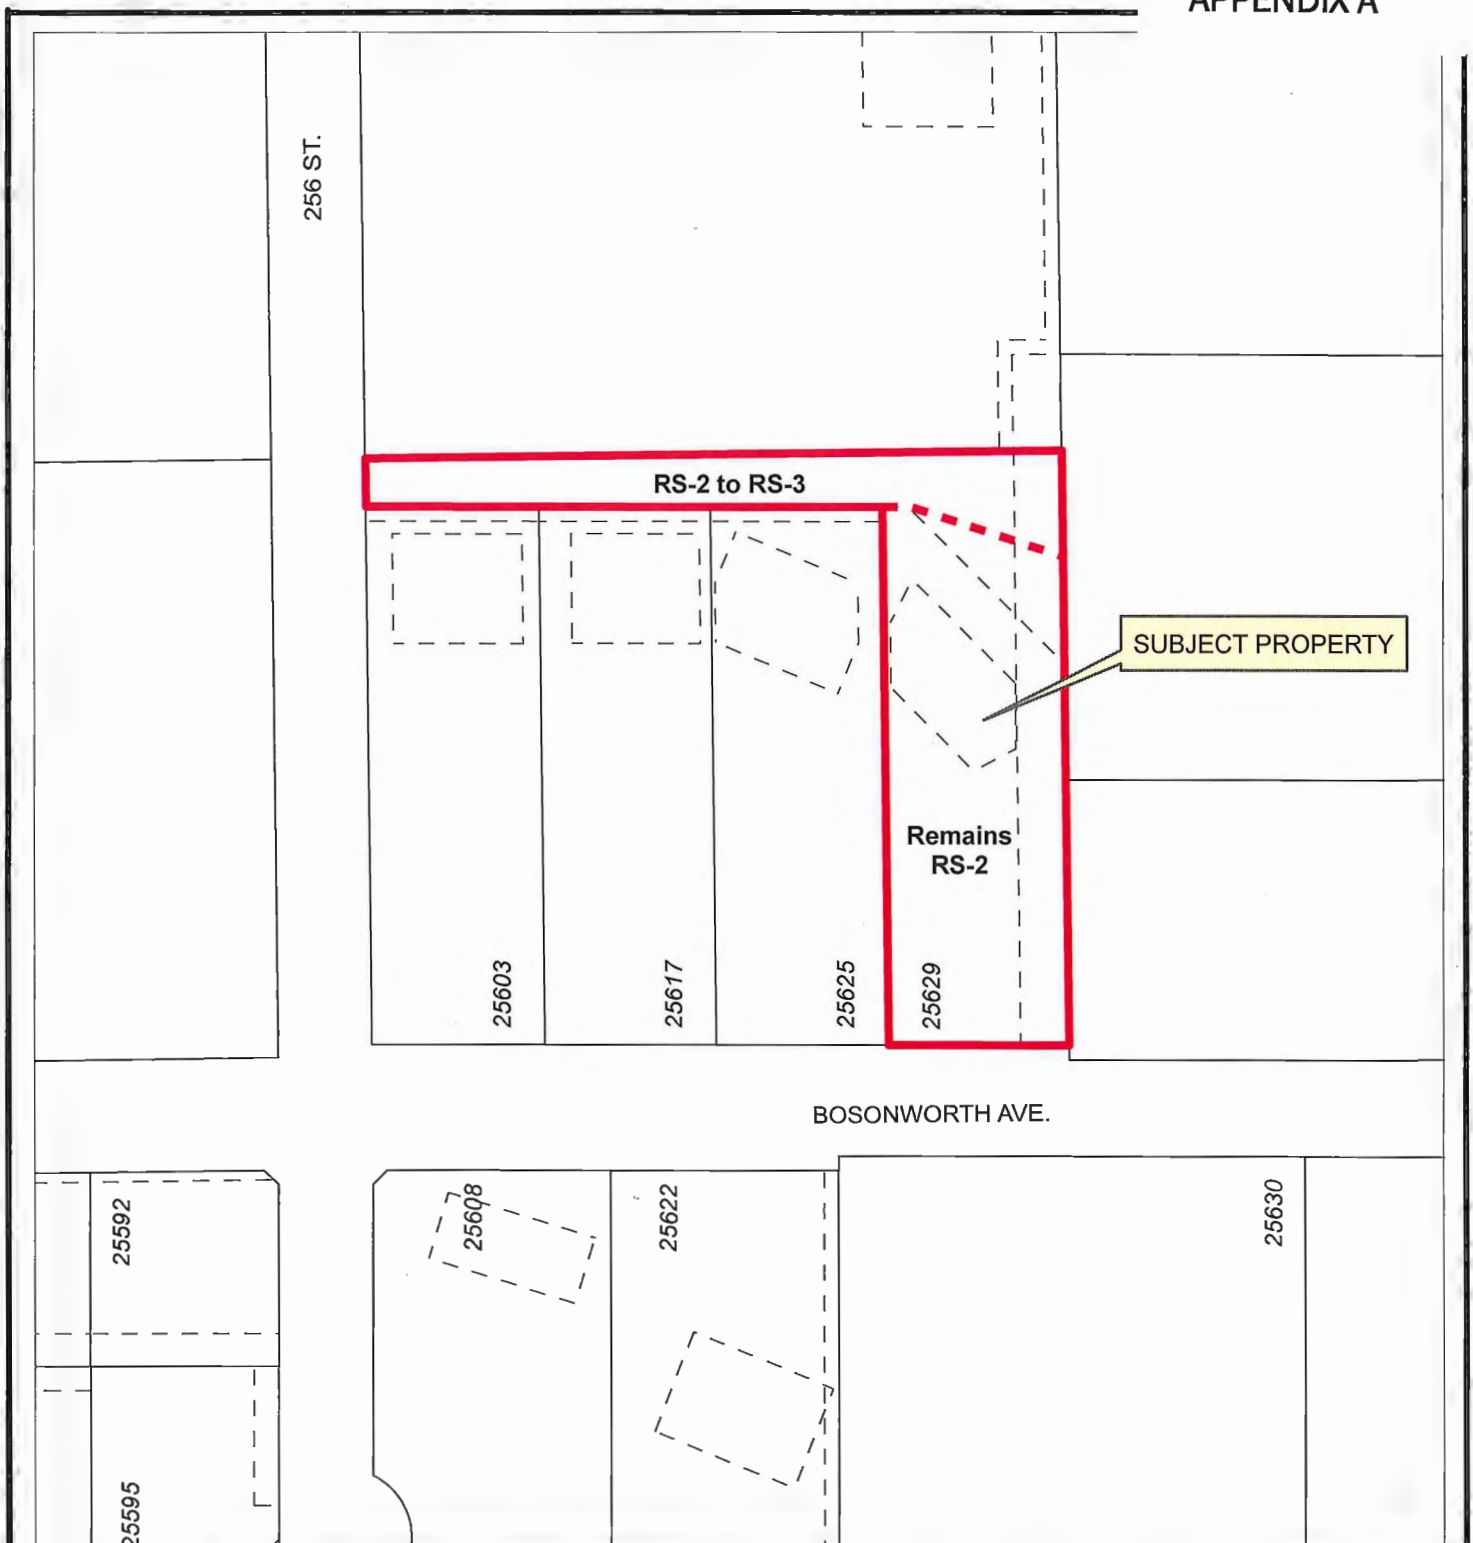 APPENDIX A
256 ST.
RS-2 to RS-3
SUBJECT PROPERTY
Remains
RS-2
25603
25617
25625
25629
BOSONWORTH AVE.
25592
25608
25622
25630
25595